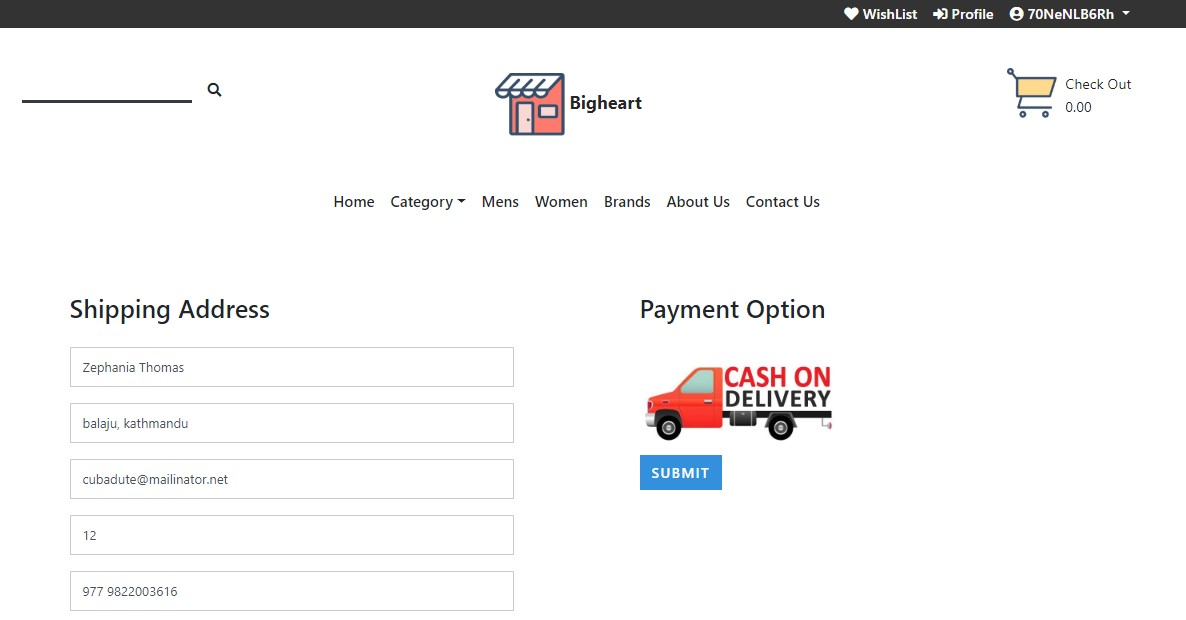 WishList Profile 70NeNLB6Rh
Bigheart
Check Out
0.00
Home Category Mens Women Brands About Us Contact Us
Shipping Address
Zephania Thomas
balaju, kathmandu
cubadute@mailinator.net
12
977 9822003616
Payment Option
CASH ON
DELIVERY
SUBMIT